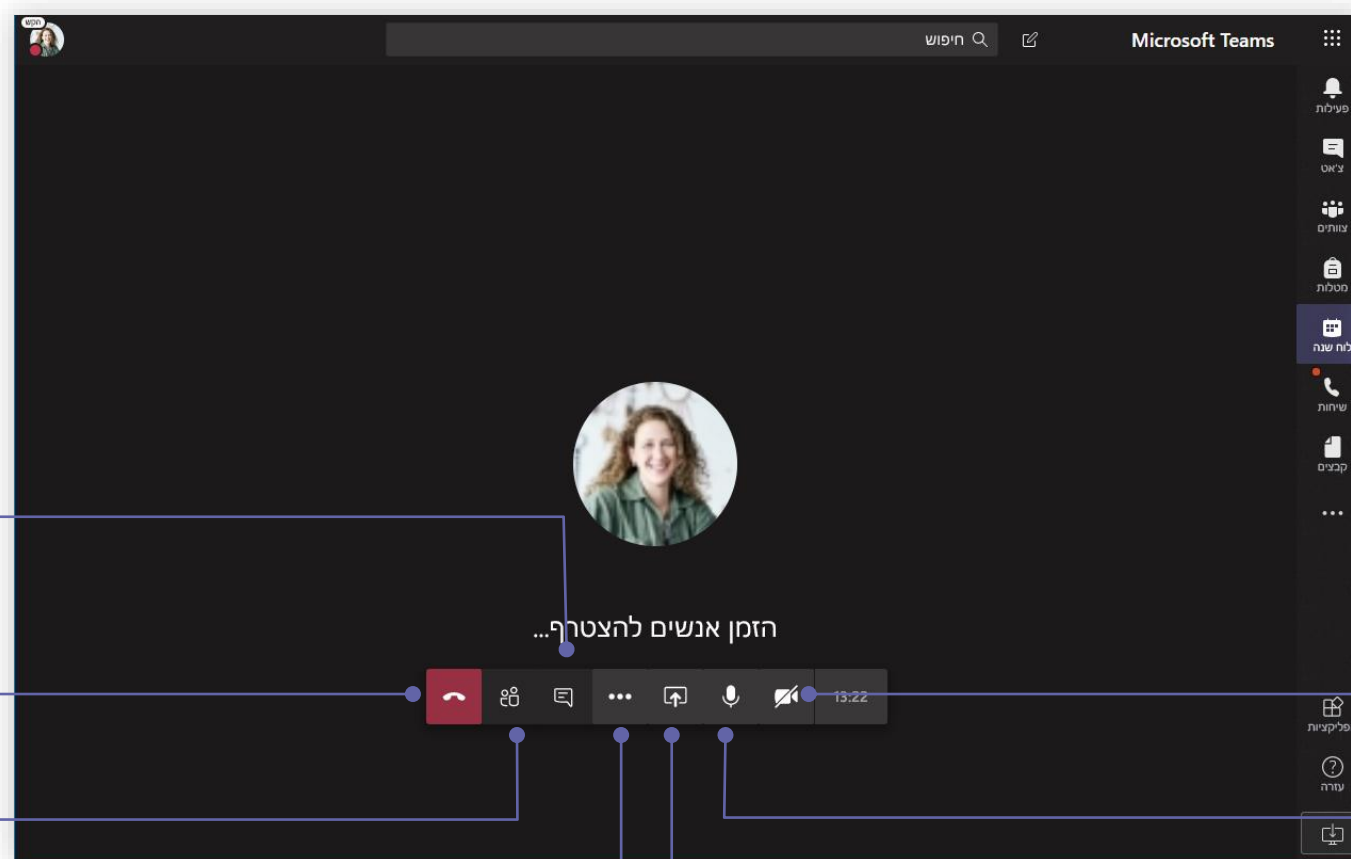 Microsoft Teams
חיפוש
פעילות
צ'אט
צוותים
מטלות
לוח שנה
שיחות
קבצים
הזמן אנשים להצטרף...
13:22
פליקציות
עזרה